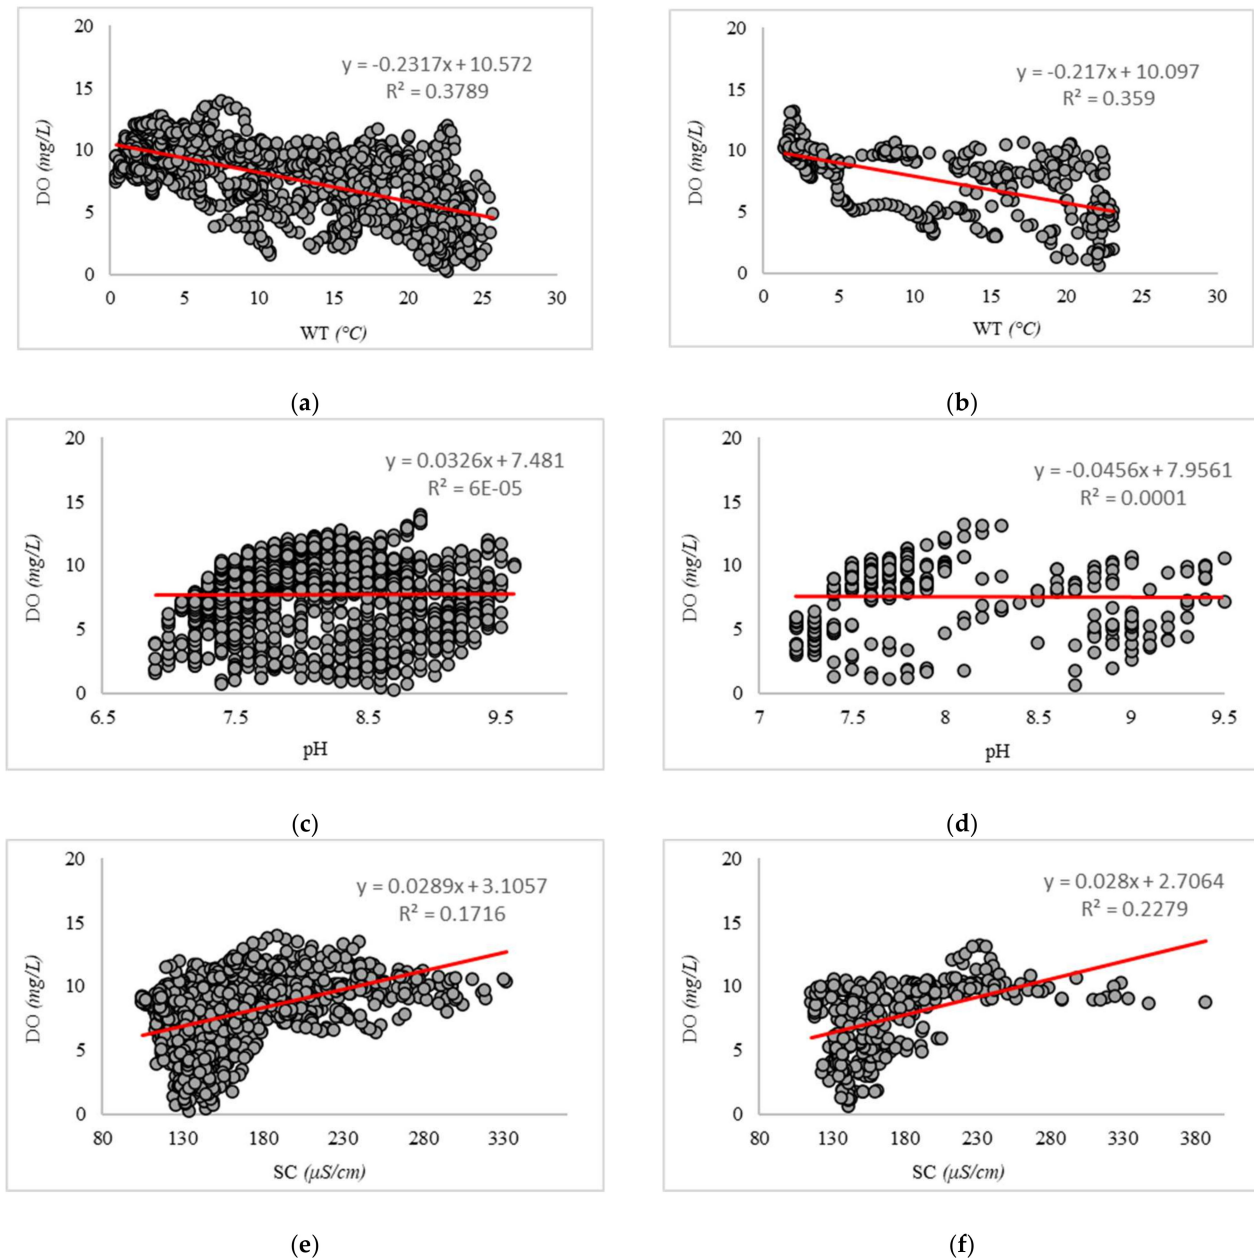 20
15
10
5
0
DO (mg/L)
y = -0.2317x + 10.572
R² = 0.3789
0 5 10 15 20 25 30
WT (°C)
(a)
20
15
10
5
0
DO (mg/L)
y = -0.217x + 10.097
R² = 0.359
0 5 10 15 20 25 30
WT (°C)
(b)
20
15
10
5
0
DO (mg/L)
y = 0.0326x + 7.481
R² = 6E-05
6.5 7.5 8.5 9.5
pH
(c)
20
15
10
5
0
DO (mg/L)
y = -0.0456x + 7.9561
R² = 0.0001
7 7.5 8 8.5 9 9.5
pH
(d)
20
15
10
5
0
DO (mg/L)
y = 0.0289x + 3.1057
R² = 0.1716
80 130 180 230 280 330
SC (µS/cm)
(e)
20
15
10
5
0
DO (mg/L)
y = 0.028x + 2.7064
R² = 0.2279
80 130 180 230 280 330 380
SC (µS/cm)
(f)